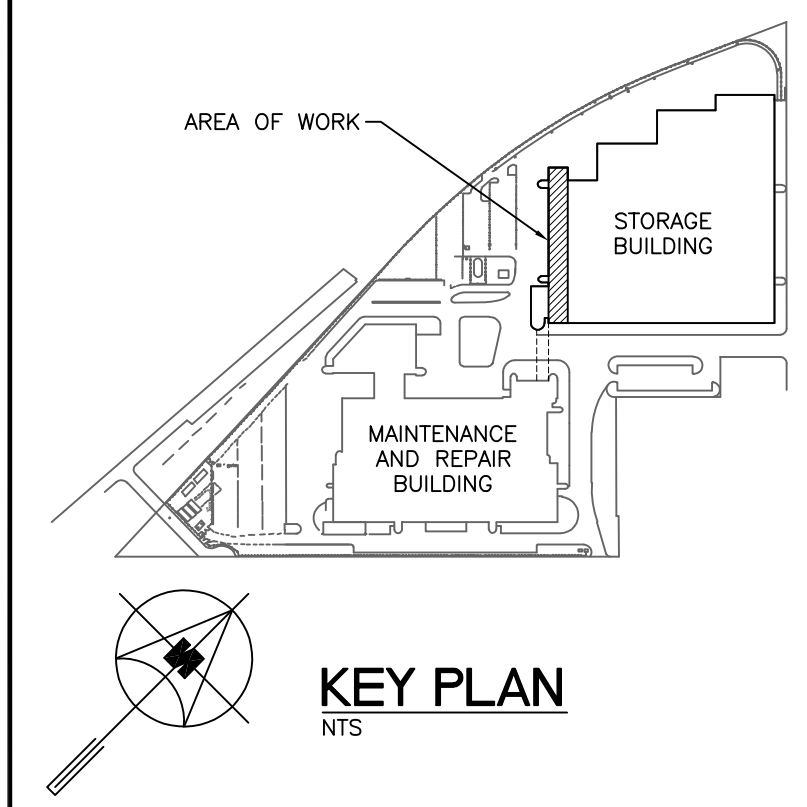 AREA OF WORK
STORAGE
BUILDING
MAINTENANCE
AND REPAIR
BUILDING
N
KEY PLAN
NTS